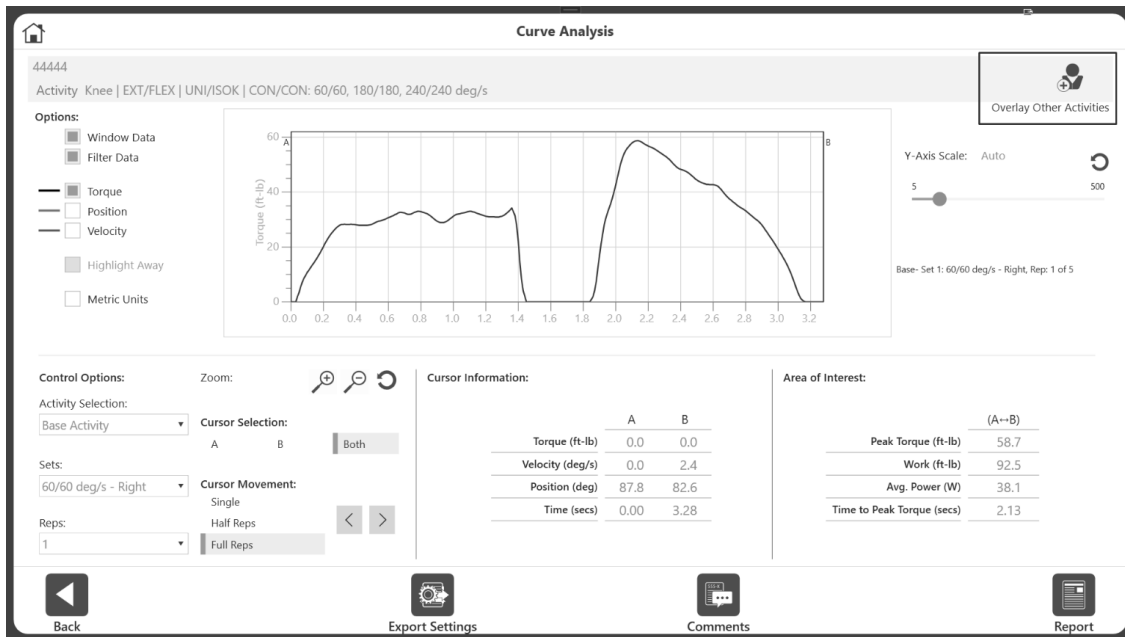 Curve Analysis
44444
Activity Knee | EXT/FLEX | UNI/ISOK | CON/CON: 60/60, 180/180, 240/240 deg/s
Overlay Other Activities
Options:
Window Data
Filter Data
Torque
Position
Velocity
Highlight Away
Metric Units
Torque (ft-lb)
60
40
20
0
A
B
0.0 0.2 0.4 0.6 0.8 1.0 1.2 1.4 1.6 1.8 2.0 2.2 2.4 2.6 2.8 3.0 3.2
Y-Axis Scale: Auto
5 500
Base- Set 1: 60/60 deg/s - Right, Rep: 1 of 5
Control Options:
Activity Selection:
Base Activity
Sets:
60/60 deg/s - Right
Reps:
1
Zoom:
Cursor Selection:
A B Both
Cursor Movement:
Single
Half Reps
Full Reps
Cursor Information:
A B
Torque (ft-lb) 0.0 0.0
Velocity (deg/s) 0.0 2.4
Position (deg) 87.8 82.6
Time (secs) 0.00 3.28
Area of Interest:
(A↔B)
Peak Torque (ft-lb) 58.7
Work (ft-lb) 92.5
Avg. Power (W) 38.1
Time to Peak Torque (secs) 2.13
Back
Export Settings
Comments
Report